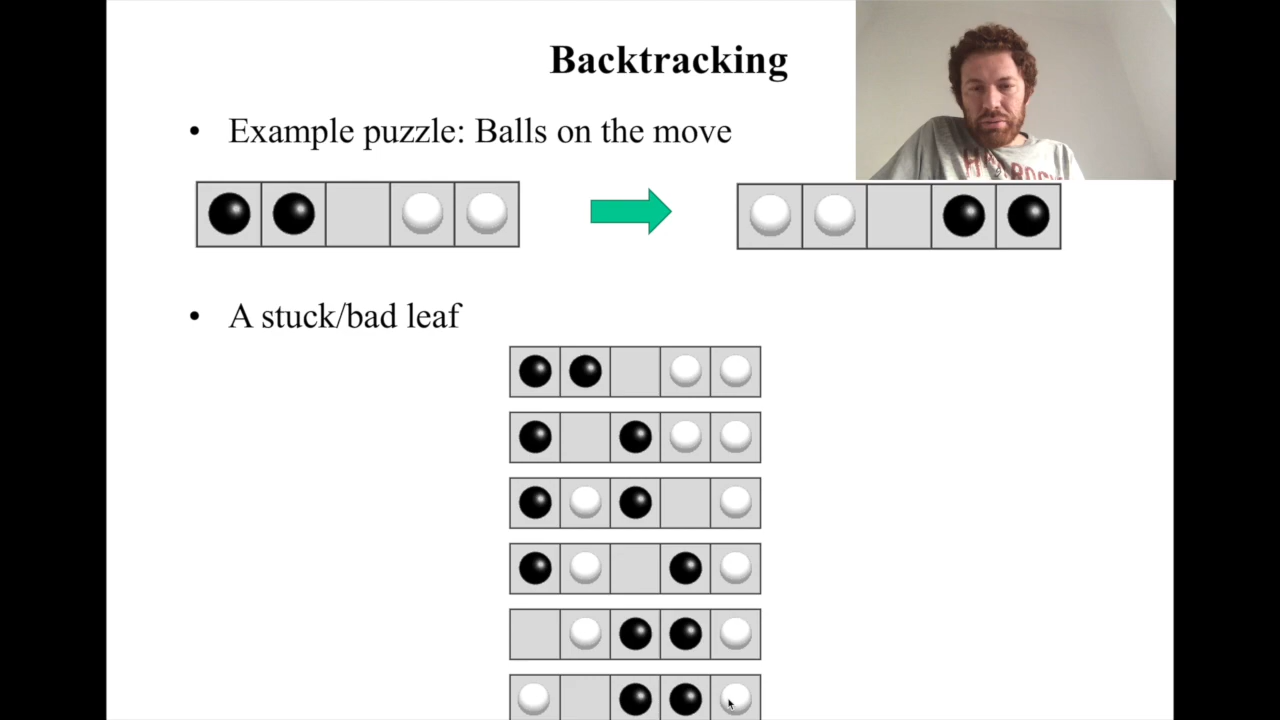 Backtracking
• Example puzzle: Balls on the move
• A stuck/bad leaf